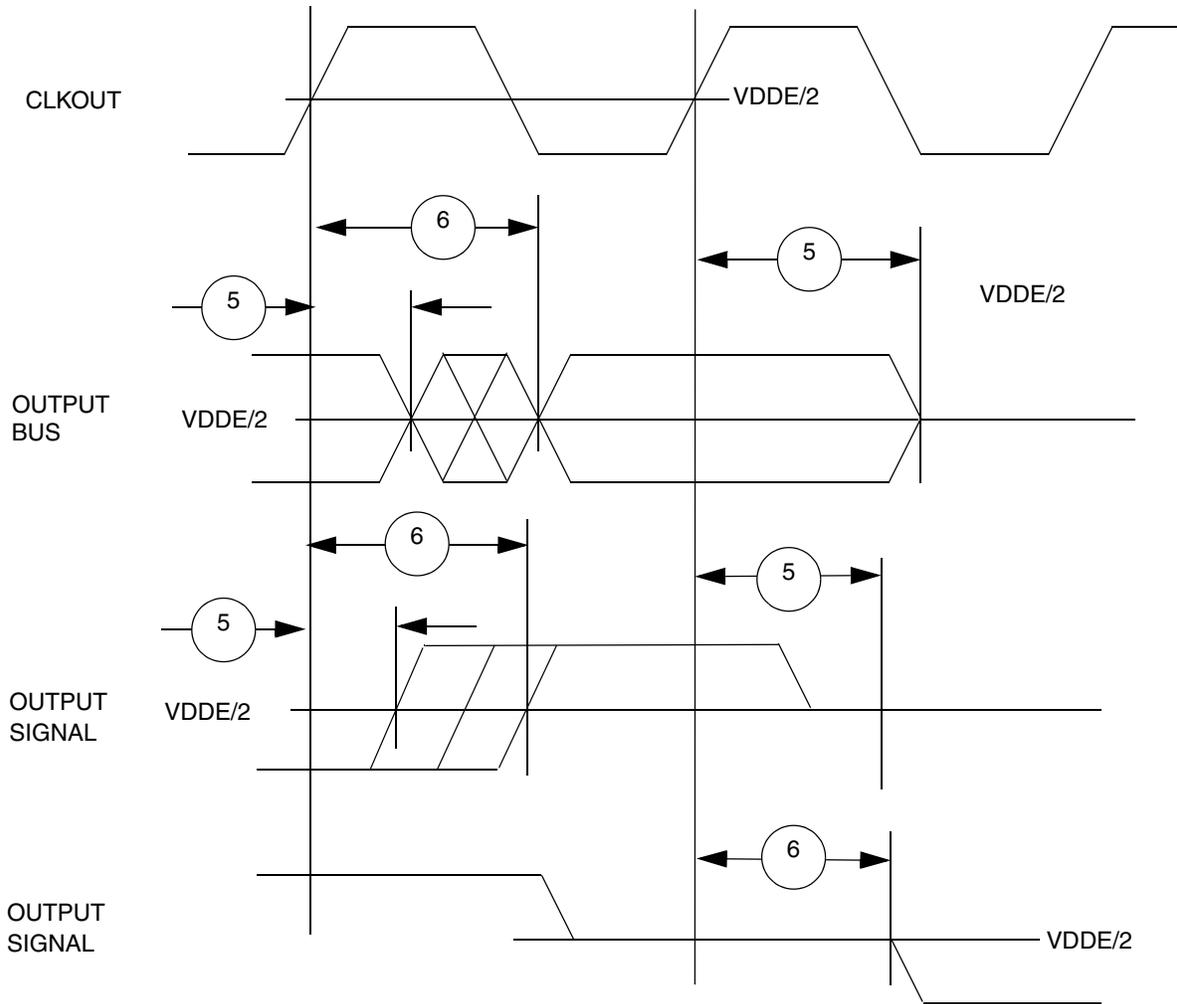 CLKOUT
VDDE/2
6
5
5
VDDE/2
OUTPUT
BUS
VDDE/2
6
5
5
OUTPUT
SIGNAL
VDDE/2
6
OUTPUT
SIGNAL
VDDE/2